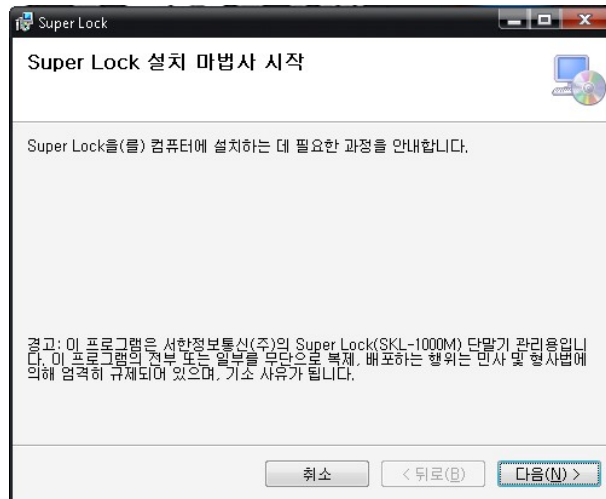 Super Lock
Super Lock 설치 마법사 시작
Super Lock을(를) 컴퓨터에 설치하는 데 필요한 과정을 안내합니다.
경고: 이 프로그램은 서한정보통신(주)의 Super Lock(SKL-1000M) 단말기 관리용입니
다. 이 프로그램의 전부 또는 일부를 무단으로 복제, 배포하는 행위는 민사 및 형사법에
의해 엄격히 규제되어 있으며, 기소 사유가 됩니다.
취소 < 뒤로(B) 다음(N) >